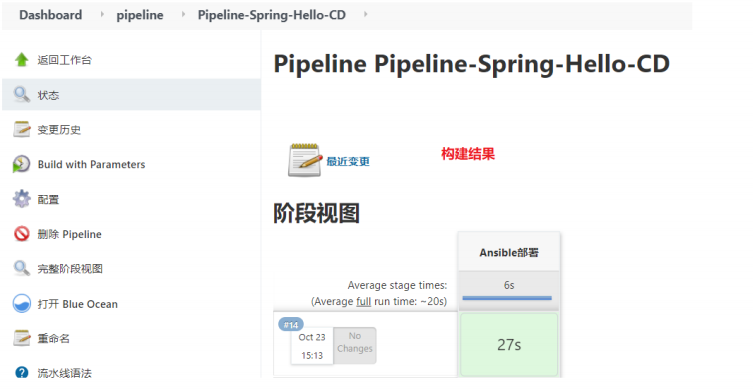 Dashboard › pipeline › Pipeline-Spring-Hello-CD ›
返回工作台
状态
变更历史
Build with Parameters
配置
删除 Pipeline
完整阶段视图
打开 Blue Ocean
重命名
流水线语法
Pipeline Pipeline-Spring-Hello-CD
最近变更
构建结果
阶段视图
Ansible部署
Average stage times:
6s
(Average full run time: ~20s)
#14
Oct 23
15:13
No
Changes
27s